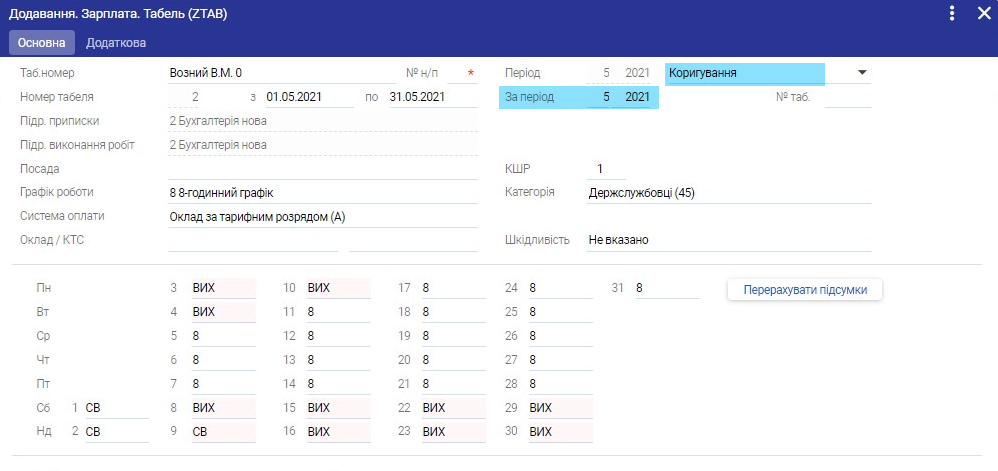 Додавання. Зарплата. Табель (ZTAB)
Основна Додаткова
Таб.номер Возний В.М. 0 № н/п * Період 5 2021 Коригування
Номер табеля 2 з 01.05.2021 по 31.05.2021 За період 5 2021 № таб.
Підр. приписки 2 Бухгалтерія нова
Підр. виконання робіт 2 Бухгалтерія нова
Посада КШР 1
Графік роботи 8 8-годинний графік Категорія Держслужбовці (45)
Система оплати Оклад за тарифним розрядом (А)
Оклад / КТС Шкідливість Не вказано
Пн 3 ВИХ 10 ВИХ 17 8 24 8 31 8 Перерахувати підсумки
Вт 4 ВИХ 11 8 18 8 25 8
Ср 5 8 12 8 19 8 26 8
Чт 6 8 13 8 20 8 27 8
Пт 7 8 14 8 21 8 28 8
Сб 1 СВ 8 ВИХ 15 ВИХ 22 ВИХ 29 ВИХ
Нд 2 СВ 9 СВ 16 ВИХ 23 ВИХ 30 ВИХ